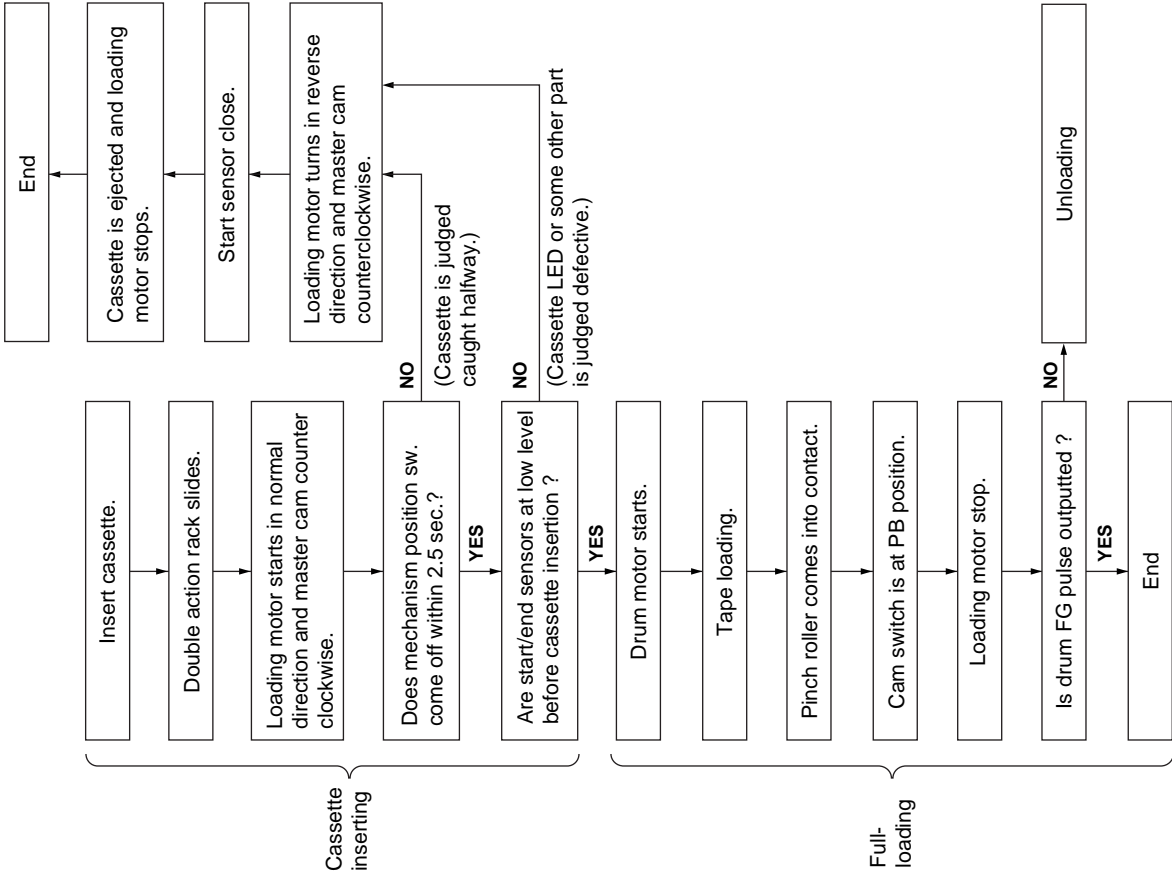 Cassette
inserting
Insert cassette.
Double action rack slides.
Loading motor starts in normal
direction and master cam counter
clockwise.
Does mechanism position sw.
come off within 2.5 sec.?
NO
(Cassette is judged
caught halfway.)
YES
Are start/end sensors at low level
before cassette insertion ?
NO
(Cassette LED or some other part
is judged defective.)
YES
Loading motor turns in reverse
direction and master cam
counterclockwise.
Start sensor close.
Cassette is ejected and loading
motor stops.
End
Full-
loading
Drum motor starts.
Tape loading.
Pinch roller comes into contact.
Cam switch is at PB position.
Loading motor stop.
Is drum FG pulse outputted ?
NO
Unloading
YES
End